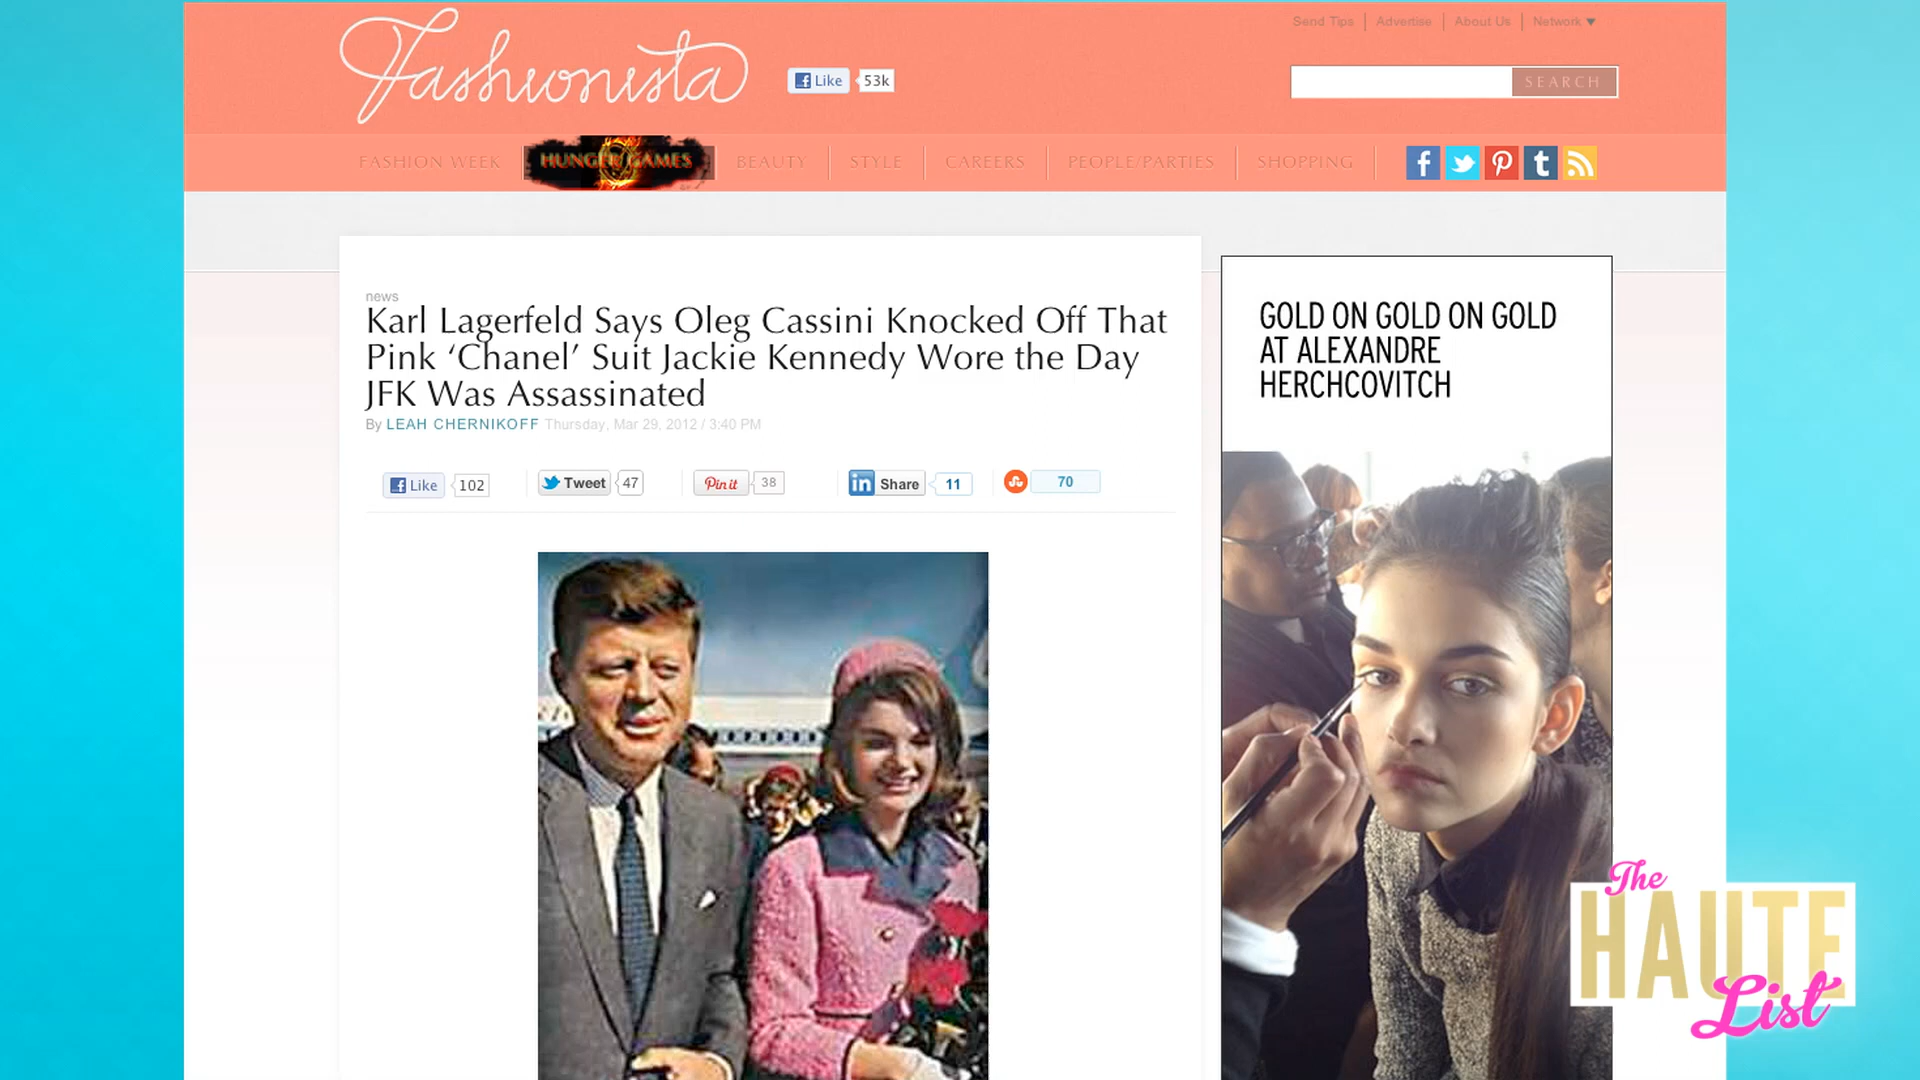 Send Tips
Advertise
About Us
Network
Fashionista
Like
53k
SEARCH
FASHION WEEK
HUNGER GAMES
BEAUTY
STYLE
CAREERS
PEOPLE/PARTIES
SHOPPING
news
Karl Lagerfeld Says Oleg Cassini Knocked Off That
Pink ‘Chanel’ Suit Jackie Kennedy Wore the Day
JFK Was Assassinated
By LEAH CHERNIKOFF Thursday, Mar 29, 2012 / 3:40 PM
Like 102
Tweet 47
Pin it 38
in Share 11
70
GOLD ON GOLD ON GOLD
AT ALEXANDRE
HERCHCOVITCH
The
HAUTE
List